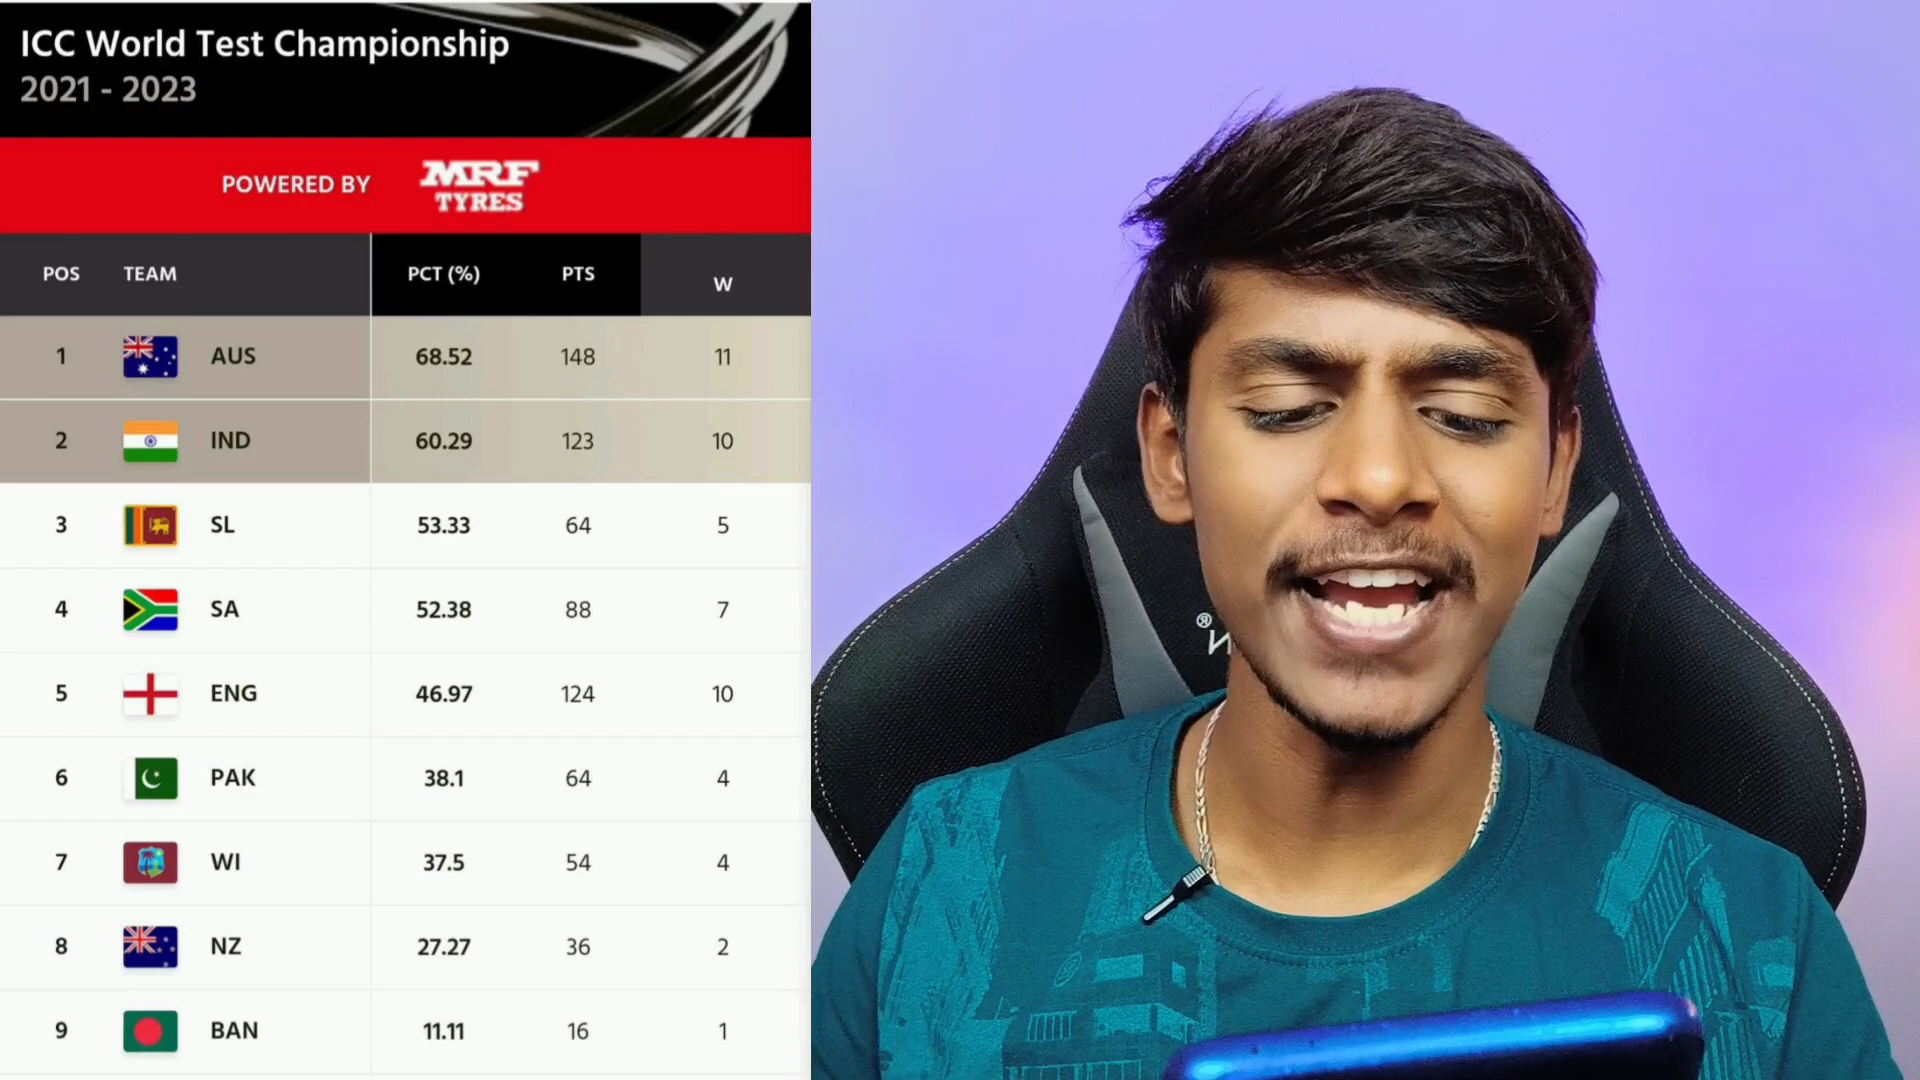 ICC World Test Championship
2021 - 2023
POWERED BY MRF TYRES
POS TEAM PCT (%) PTS W
1 AUS 68.52 148 11
2 IND 60.29 123 10
3 SL 53.33 64 5
4 SA 52.38 88 7
5 ENG 46.97 124 10
6 PAK 38.1 64 4
7 WI 37.5 54 4
8 NZ 27.27 36 2
9 BAN 11.11 16 1